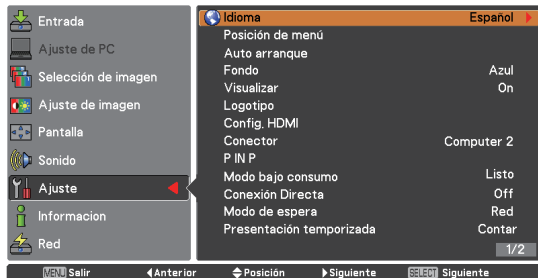 Entrada
Ajuste de PC
Selección de imagen
Ajuste de imagen
Pantalla
Sonido
Ajuste
Informacion
Red
Idioma Español
Posición de menú
Auto arranque
Fondo Azul
Visualizar On
Logotipo
Config. HDMI
Conector Computer 2
P IN P
Modo bajo consumo Listo
Conexión Directa Off
Modo de espera Red
Presentación temporizada Contar
1/2
MENU Salir Anterior Posición Siguiente SELECT Siguiente